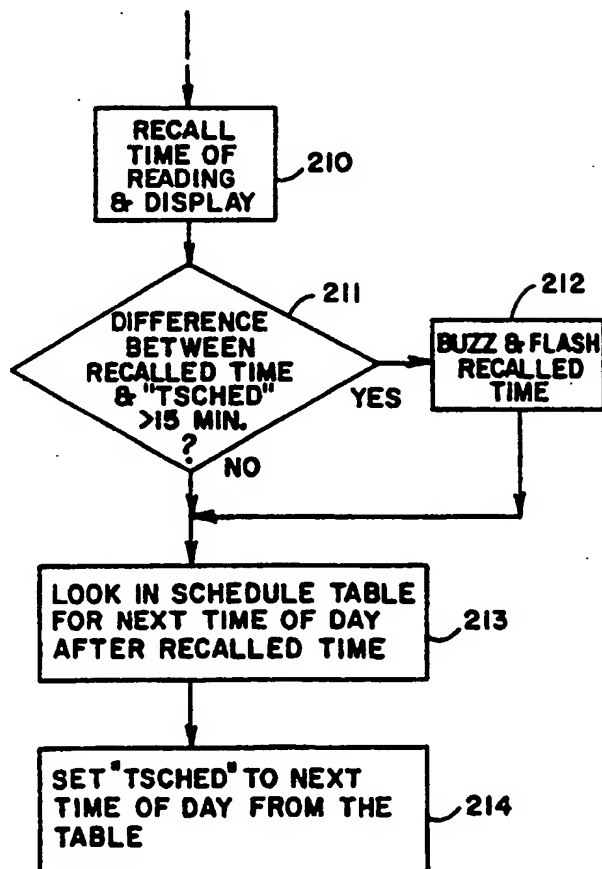 RECALL
TIME OF
READING
& DISPLAY
210
211
DIFFERENCE
BETWEEN
RECALLED TIME
& "TSCHED"
>15 MIN.
?
YES
NO
212
BUZZ & FLASH
RECALLED
TIME
LOOK IN SCHEDULE TABLE
FOR NEXT TIME OF DAY
AFTER RECALLED TIME
213
SET "TSCHED" TO NEXT
TIME OF DAY FROM THE
TABLE
214